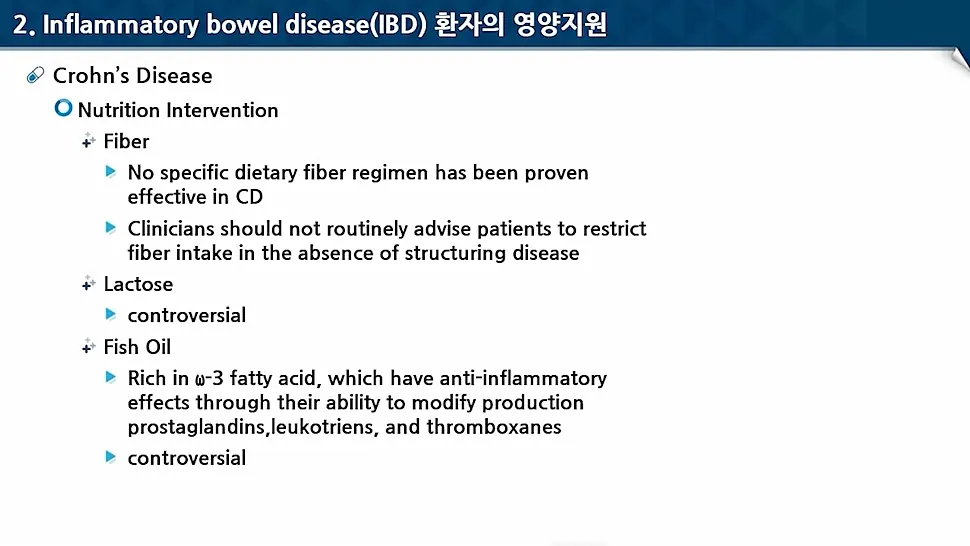 2. Inflammatory bowel disease(IBD) 환자의 영양지원
Crohn's Disease
Nutrition Intervention
Fiber
No specific dietary fiber regimen has been proven
effective in CD
Clinicians should not routinely advise patients to restrict
fiber intake in the absence of structuring disease
Lactose
controversial
Fish Oil
Rich in ω-3 fatty acid, which have anti-inflammatory
effects through their ability to modify production
prostaglandins,leukotriens, and thromboxanes
controversial